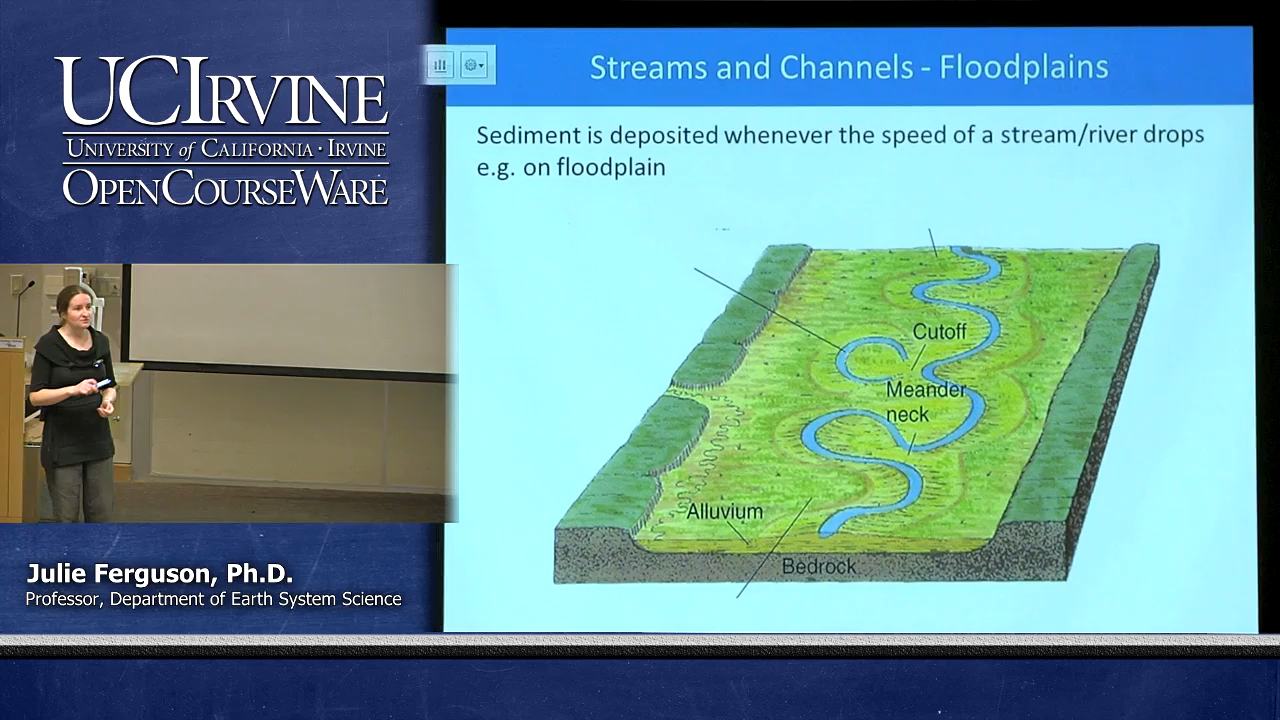 UCIRVINE
UNIVERSITY of CALIFORNIA · IRVINE
OPENCOURSEWARE
Streams and Channels - Floodplains
Sediment is deposited whenever the speed of a stream/river drops
e.g. on floodplain
Cutoff
Meander
neck
Alluvium
Bedrock
Julie Ferguson, Ph.D.
Professor, Department of Earth System Science